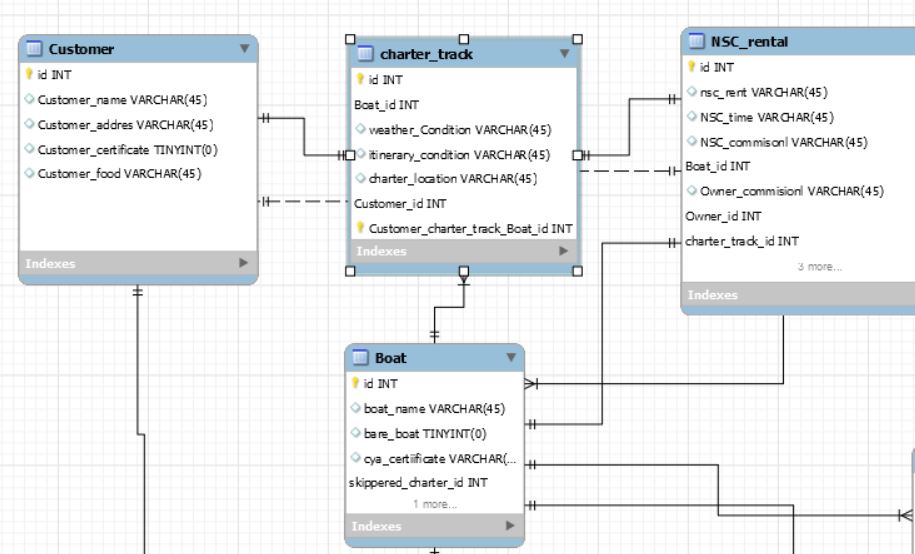 Customer
id INT
Customer_name VARCHAR(45)
Customer_addres VARCHAR(45)
Customer_certificate TINYINT(0)
Customer_food VARCHAR(45)
Indexes
charter_track
id INT
Boat_id INT
weather_Condition VARCHAR(45)
itinerary_condition VARCHAR(45)
charter_location VARCHAR(45)
Customer_id INT
Customer_charter_track_Boat_id INT
Indexes
NSC_rental
id INT
nsc_rent VARCHAR(45)
NSC_time VARCHAR(45)
NSC_commisonl VARCHAR(45)
Boat_id INT
Owner_commisionl VARCHAR(45)
Owner_id INT
charter_track_id INT
3 more...
Indexes
Boat
id INT
boat_name VARCHAR(45)
bare_boat TINYINT(0)
cya_certiificate VARCHAR(...
skippered_charter_id INT
1 more...
Indexes